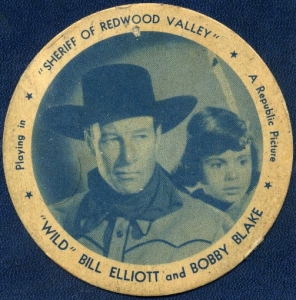 Playing in
"SHERIFF OF REDWOOD VALLEY"
A Republic Picture
"WILD" BILL ELLIOTT and BOBBY BLAKE